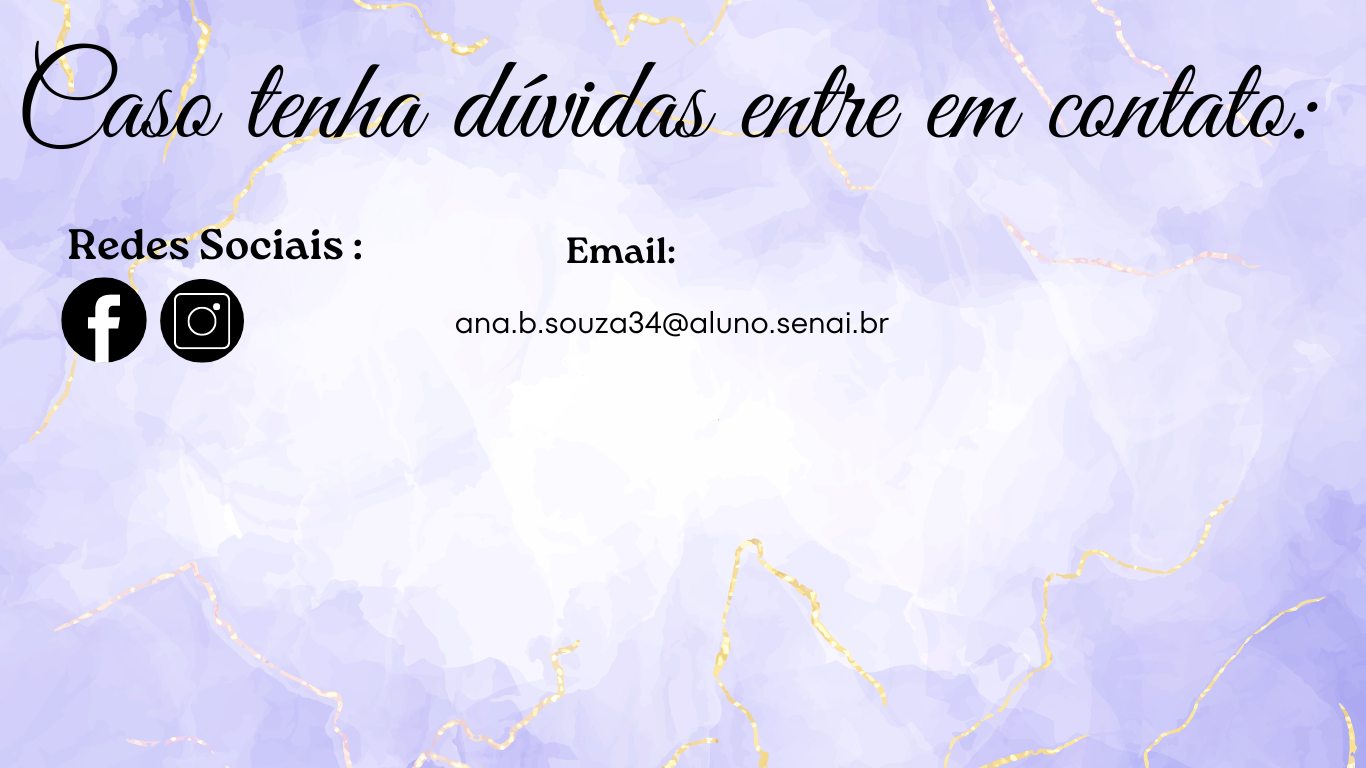 Caso tenha dúvidas entre em contato:
Redes Sociais :
Email:
ana.b.souza34@aluno.senai.br